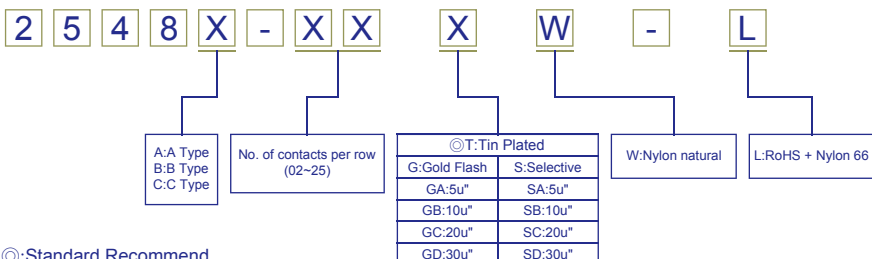 2 5 4 8 X - X X X W - L
A:A Type
B:B Type
C:C Type
No. of contacts per row
(02~25)
◎T:Tin Plated
G:Gold Flash S:Selective
GA:5u" SA:5u"
GB:10u" SB:10u"
GC:20u" SC:20u"
GD:30u" SD:30u"
W:Nylon natural
L:RoHS + Nylon 66
◎:Standard Recommend